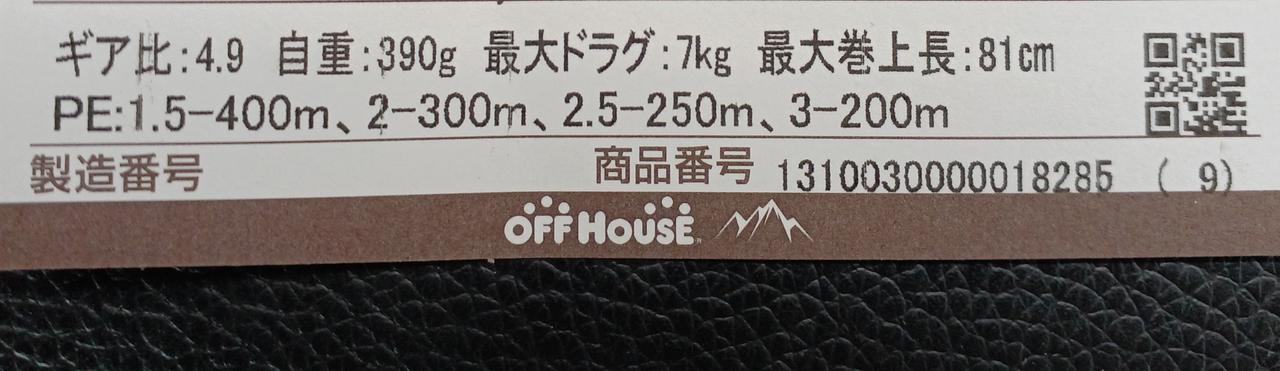 ギア比:4.9 自重:390g 最大ドラグ:7kg 最大巻上長:81cm
PE:1.5-400m、2-300m、2.5-250m、3-200m
製造番号 商品番号 1310030000018285 ( 9)
OFF HOUSE